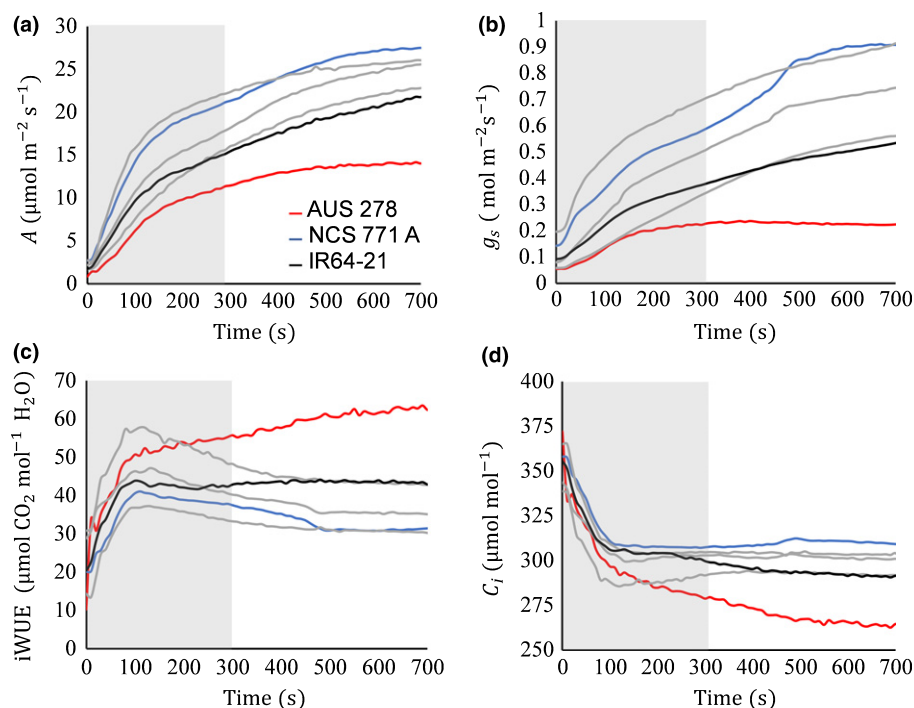 (a)
30
25
20
15
10
5
0
A (µmol m⁻² s⁻¹)
AUS 278
NCS 771 A
IR64-21
0 100 200 300 400 500 600 700
Time (s)
(b)
1
0.9
0.8
0.7
0.6
0.5
0.4
0.3
0.2
0.1
0
gₛ ( mol m⁻²s⁻¹)
0 100 200 300 400 500 600 700
Time (s)
(c)
70
60
50
40
30
20
10
0
iWUE (µmol CO₂ mol⁻¹ H₂O)
0 100 200 300 400 500 600 700
Time (s)
(d)
400
375
350
325
300
275
250
Cᵢ (µmol mol⁻¹)
0 100 200 300 400 500 600 700
Time (s)